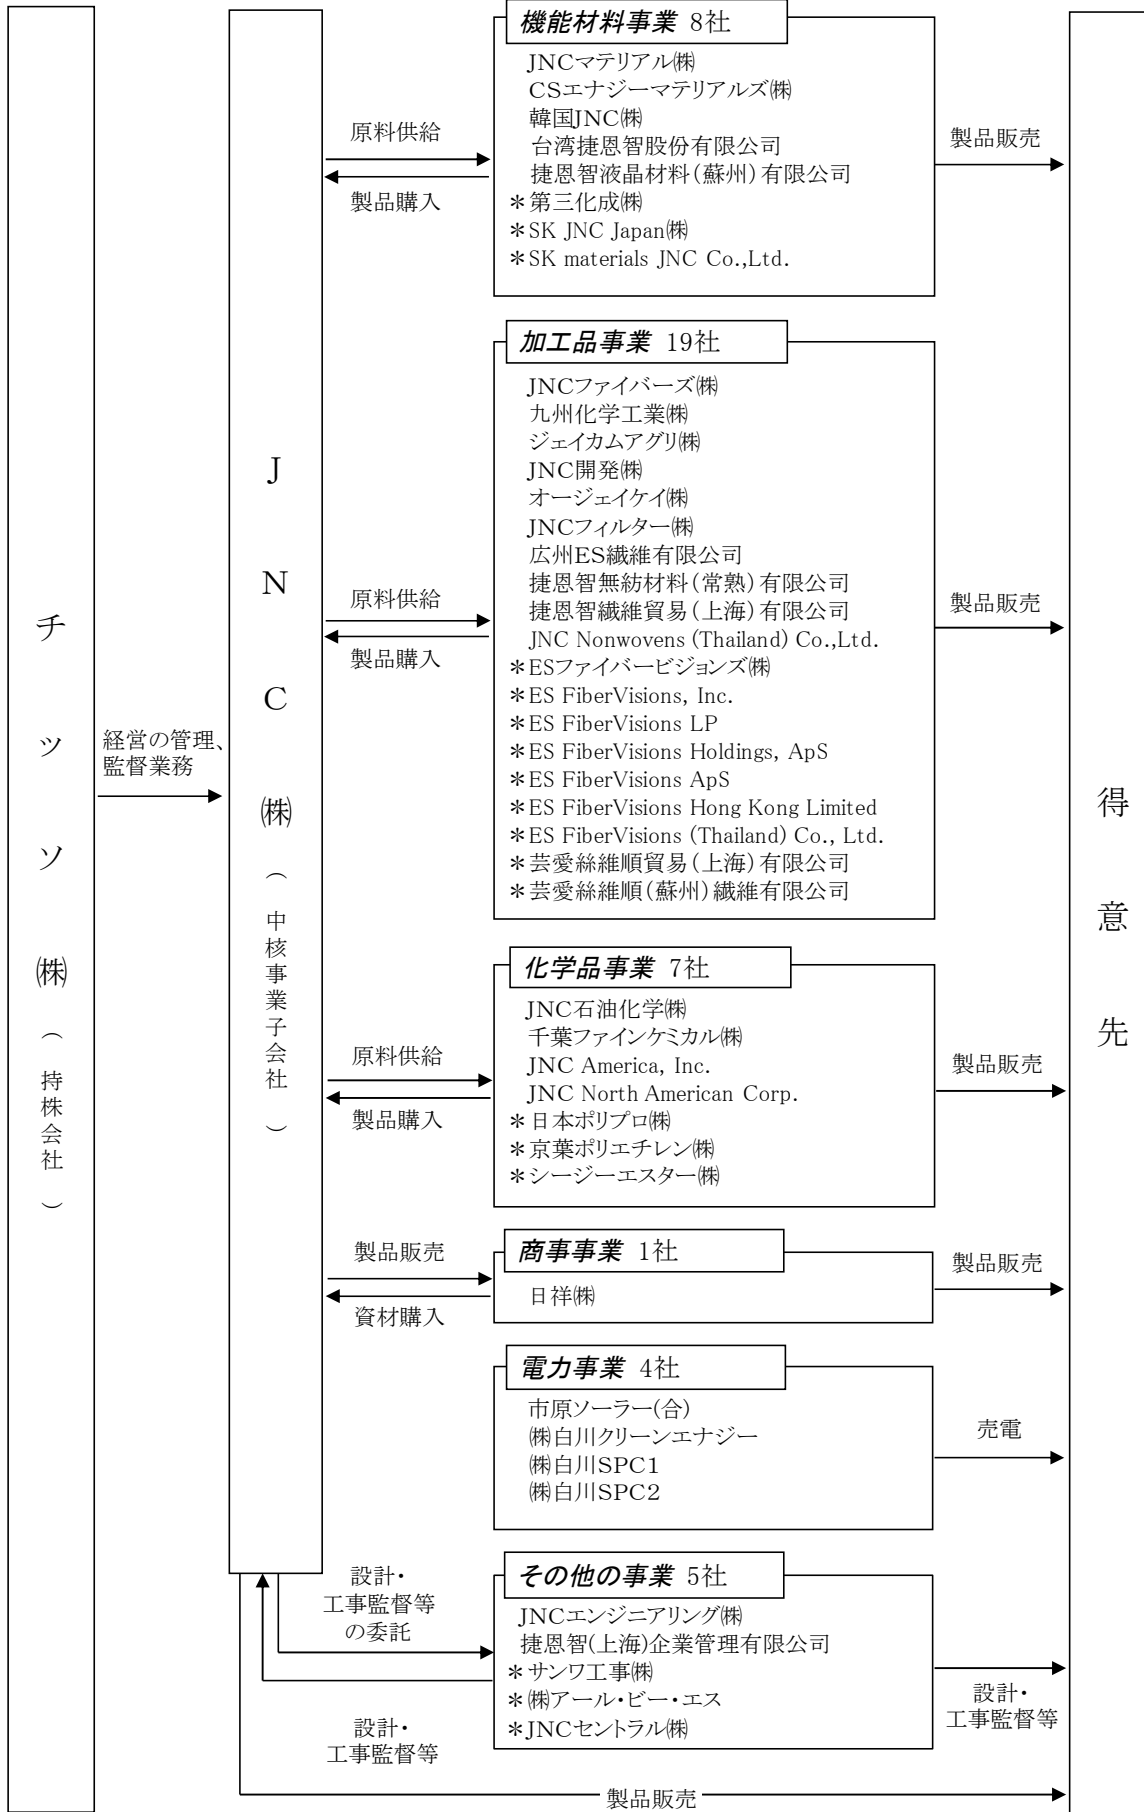 チッソ㈱（持株会社）
経営の管理、
監督業務
JNC㈱（中核事業子会社）
機能材料事業 8社
JNCマテリアル㈱
CSエナジーマテリアルズ㈱
韓国JNC㈱
台湾捷恩智股份有限公司
捷恩智液晶材料(蘇州)有限公司
＊第三化成㈱
＊SK JNC Japan㈱
＊SK materials JNC Co.,Ltd.
原料供給
製品購入
製品販売
加工品事業 19社
JNCファイバーズ㈱
九州化学工業㈱
ジェイカムアグリ㈱
JNC開発㈱
オージェイケイ㈱
JNCフィルター㈱
広州ES繊維有限公司
捷恩智無紡材料(常熟)有限公司
捷恩智繊維貿易(上海)有限公司
JNC Nonwovens (Thailand) Co.,Ltd.
＊ESファイバービジョンズ㈱
＊ES FiberVisions, Inc.
＊ES FiberVisions LP
＊ES FiberVisions Holdings, ApS
＊ES FiberVisions ApS
＊ES FiberVisions Hong Kong Limited
＊ES FiberVisions (Thailand) Co., Ltd.
＊芸愛絲維順貿易(上海)有限公司
＊芸愛絲維順(蘇州)繊維有限公司
原料供給
製品購入
製品販売
化学品事業 7社
JNC石油化学㈱
千葉ファインケミカル㈱
JNC America, Inc.
JNC North American Corp.
＊日本ポリプロ㈱
＊京葉ポリエチレン㈱
＊シージーエスター㈱
原料供給
製品購入
製品販売
商事事業 1社
日祥㈱
製品販売
資材購入
製品販売
電力事業 4社
市原ソーラー(合)
㈱白川クリーンエナジー
㈱白川SPC1
㈱白川SPC2
売電
その他の事業 5社
JNCエンジニアリング㈱
捷恩智(上海)企業管理有限公司
＊サンワ工事㈱
＊㈱アール・ビー・エス
＊JNCセントラル㈱
設計・
工事監督等
の委託
設計・
工事監督等
設計・
工事監督等
製品販売
得意先